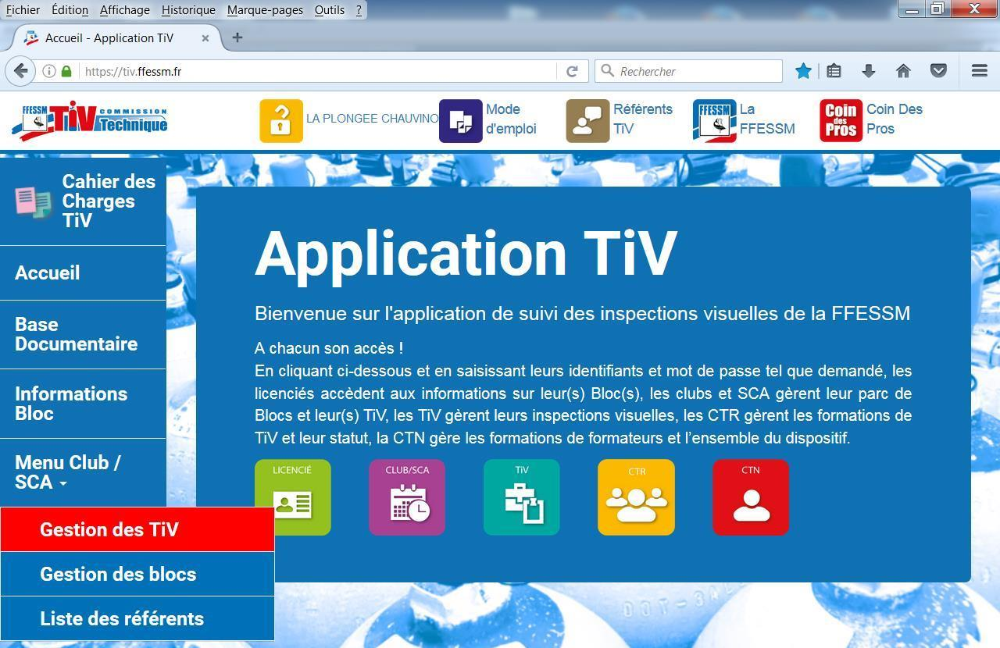 Fichier Édition Affichage Historique Marque-pages Outils ?
Accueil - Application TiV
https://tiv.ffessm.fr
Rechercher
FFESSM
TiV
COMMISSION
Technique
LA PLONGEE CHAUVINO
Mode
d'emploi
Référents
TiV
FFESSM
La
FFESSM
Coin
des
Pros
Coin Des
Pros
Cahier des
Charges
TiV
Accueil
Base
Documentaire
Informations
Bloc
Menu Club /
SCA
Gestion des TiV
Gestion des blocs
Liste des référents
Application TiV
Bienvenue sur l'application de suivi des inspections visuelles de la FFESSM
A chacun son accès !
En cliquant ci-dessous et en saisissant leurs identifiants et mot de passe tel que demandé, les
licenciés accèdent aux informations sur leur(s) Bloc(s), les clubs et SCA gèrent leur parc de
Blocs et leur(s) TiV, les TiV gèrent leurs inspections visuelles, les CTR gèrent les formations de
TiV et leur statut, la CTN gère les formations de formateurs et l’ensemble du dispositif.
LICENCIÉ
CLUB/SCA
TiV
CTR
CTN